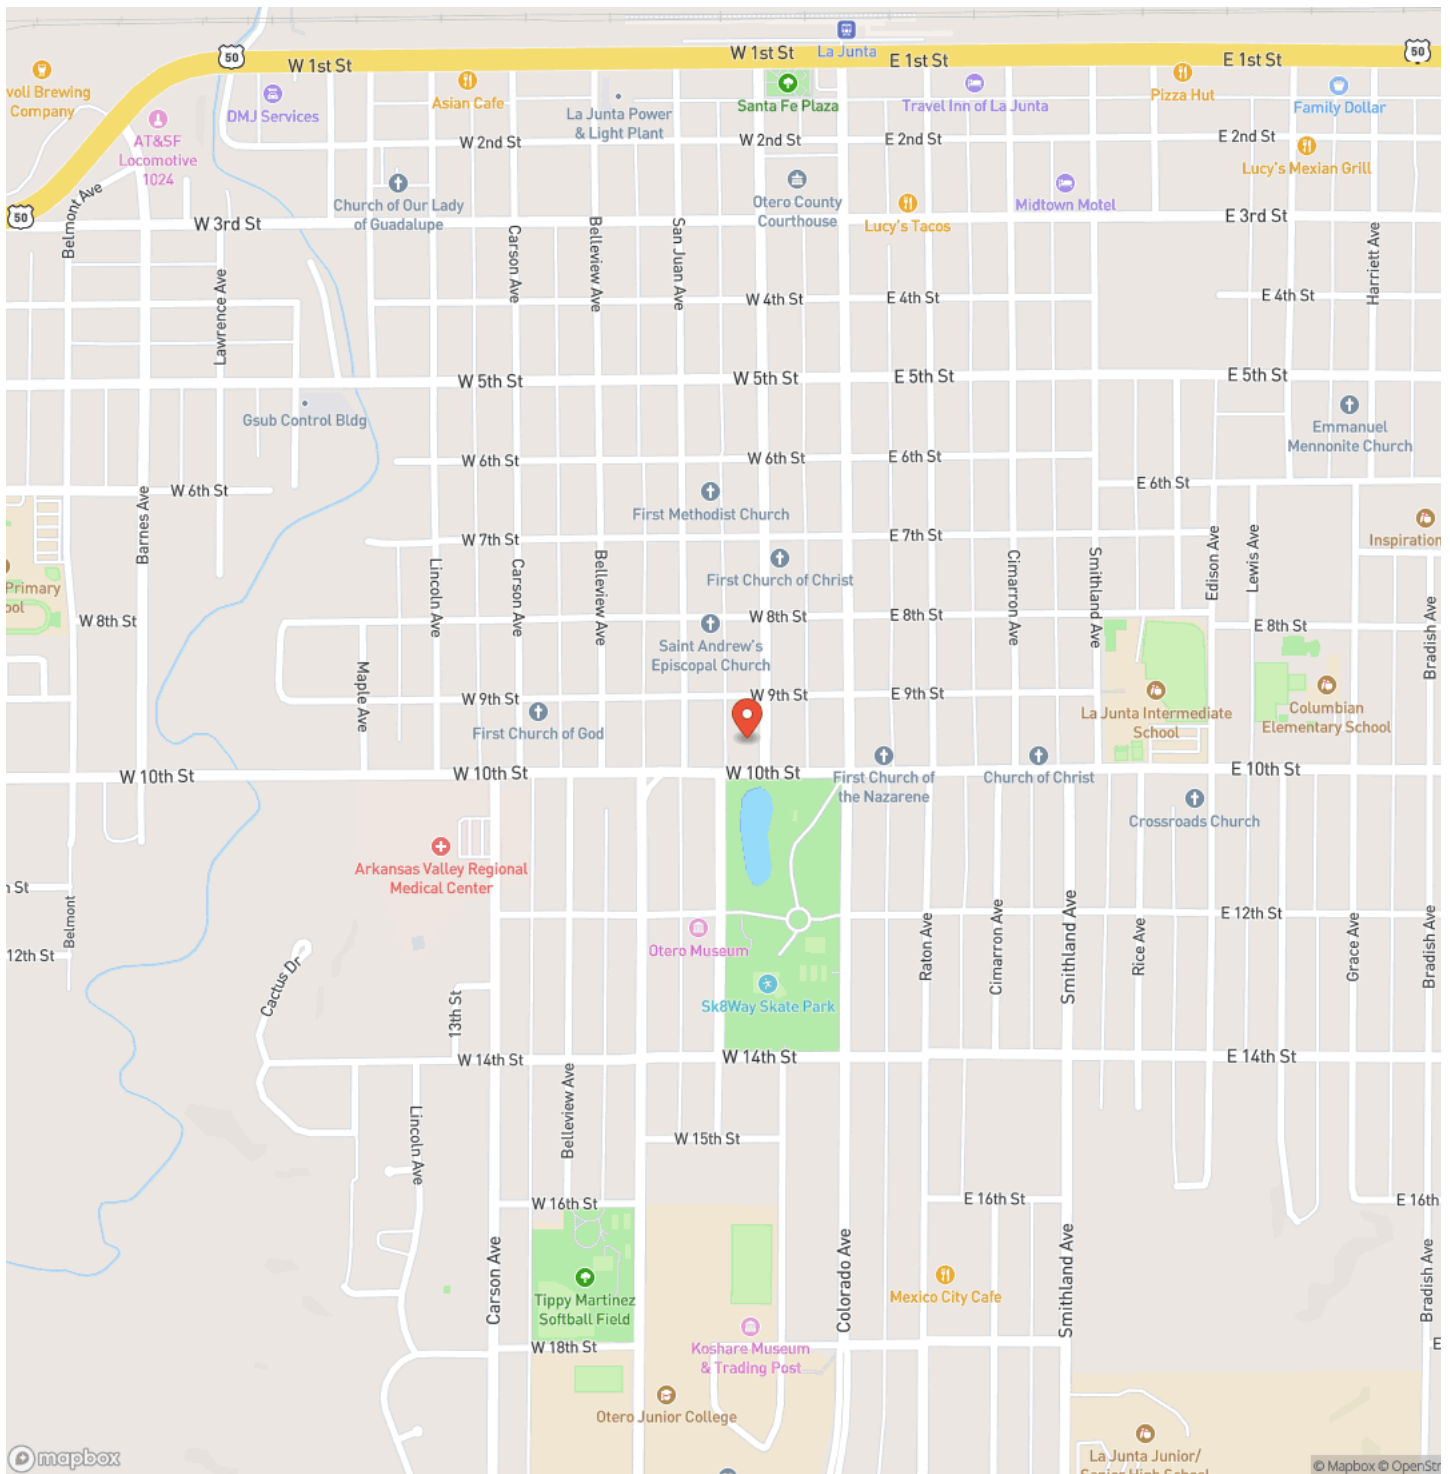 La Junta
W 1st St
W 1st St
E 1st St
E 1st St
50
50
50
voli Brewing
Company
DMJ Services
Asian Cafe
La Junta Power
& Light Plant
Santa Fe Plaza
Travel Inn of La Junta
Pizza Hut
Family Dollar
AT&SF
Locomotive
1024
W 2nd St
W 2nd St
E 2nd St
E 2nd St
Lucy's Mexian Grill
Belmont Ave
Church of Our Lady
of Guadalupe
Otero County
Courthouse
Lucy's Tacos
Midtown Motel
W 3rd St
E 3rd St
Lawrence Ave
Carson Ave
Belleview Ave
San Juan Ave
Harriett Ave
W 4th St
E 4th St
E 4th St
W 5th St
W 5th St
E 5th St
E 5th St
Gsub Control Bldg
Emmanuel
Mennonite Church
W 6th St
W 6th St
W 6th St
E 6th St
E 6th St
First Methodist Church
Barnes Ave
W 7th St
E 7th St
Inspiration
Edison Ave
Lewis Ave
First Church of Christ
Primary
ool
Lincoln Ave
Carson Ave
Belleview Ave
Cimarron Ave
Smithland Ave
Bradish Ave
W 8th St
W 8th St
E 8th St
E 8th St
Saint Andrew's
Episcopal Church
Maple Ave
W 9th St
W 9th St
E 9th St
First Church of God
La Junta Intermediate
School
Columbian
Elementary School
W 10th St
W 10th St
W 10th St
E 10th St
First Church of
the Nazarene
Church of Christ
Crossroads Church
Arkansas Valley Regional
Medical Center
St
Belmont
12th St
E 12th St
Otero Museum
Raton Ave
Cimarron Ave
Smithland Ave
Rice Ave
Grace Ave
Bradish Ave
Cactus Dr
13th St
Sk8Way Skate Park
W 14th St
W 14th St
E 14th St
Lincoln Ave
Belleview Ave
W 15th St
W 16th St
E 16th St
E 16th
Carson Ave
Colorado Ave
Smithland Ave
Bradish Ave
Tippy Martinez
Softball Field
Mexico City Cafe
W 18th St
Koshare Museum
& Trading Post
E
Otero Junior College
La Junta Junior/
Senior High School
mapbox
© Mapbox © OpenStr